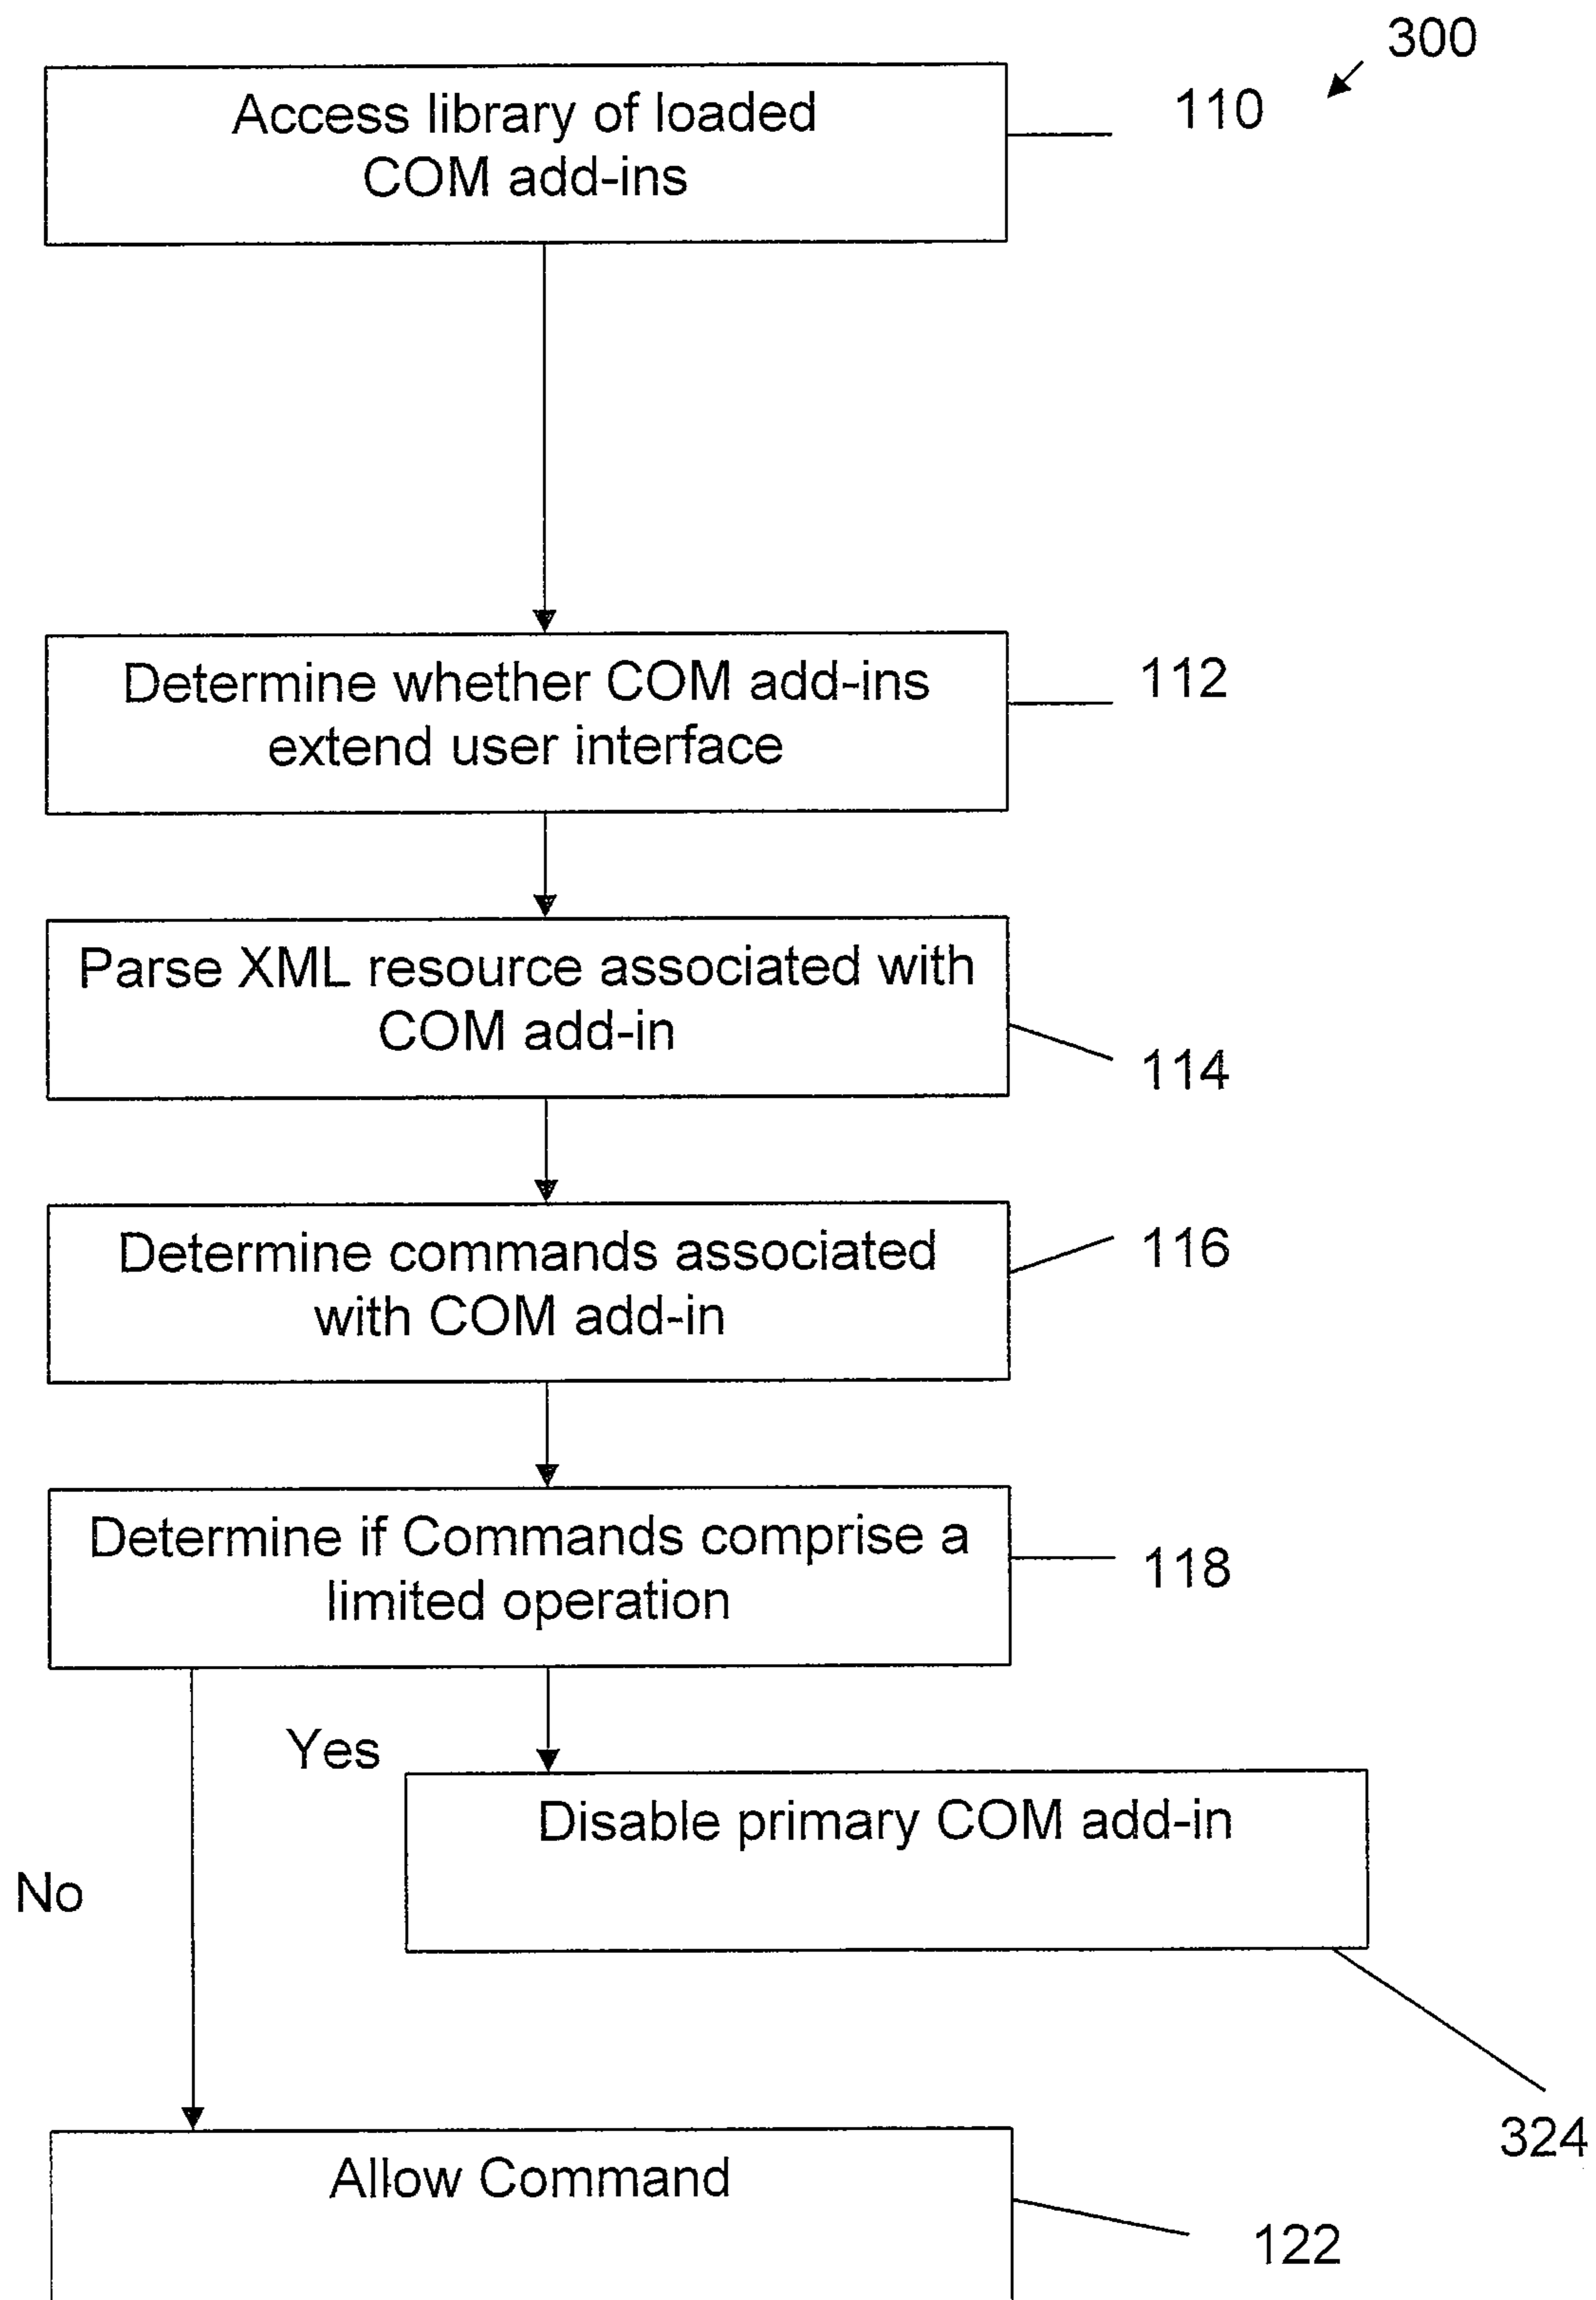 300
Access library of loaded
COM add-ins
110
Determine whether COM add-ins
extend user interface
112
Parse XML resource associated with
COM add-in
114
Determine commands associated
with COM add-in
116
Determine if Commands comprise a
limited operation
118
Yes
Disable primary COM add-in
No
324
Allow Command
122